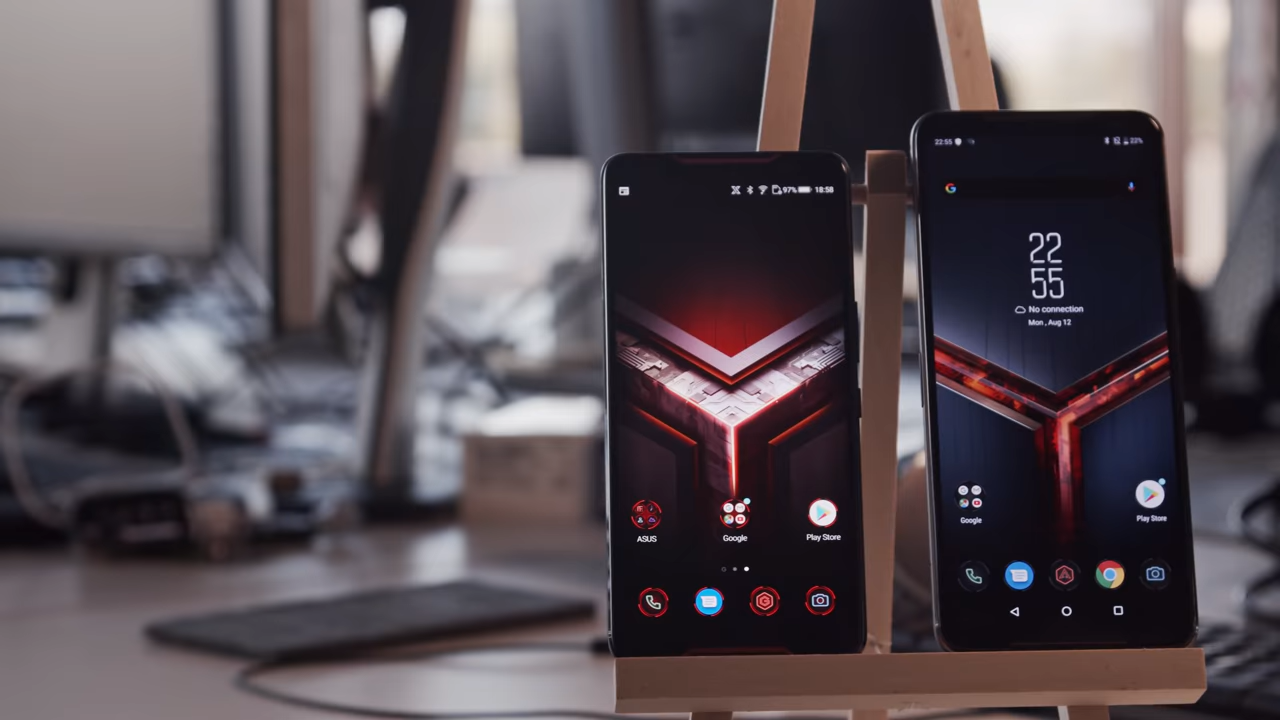 97% 18:58
ASUS
Google
Play Store
22:55
23%
22
55
No connection
Mon , Aug 12
Google
Play Store